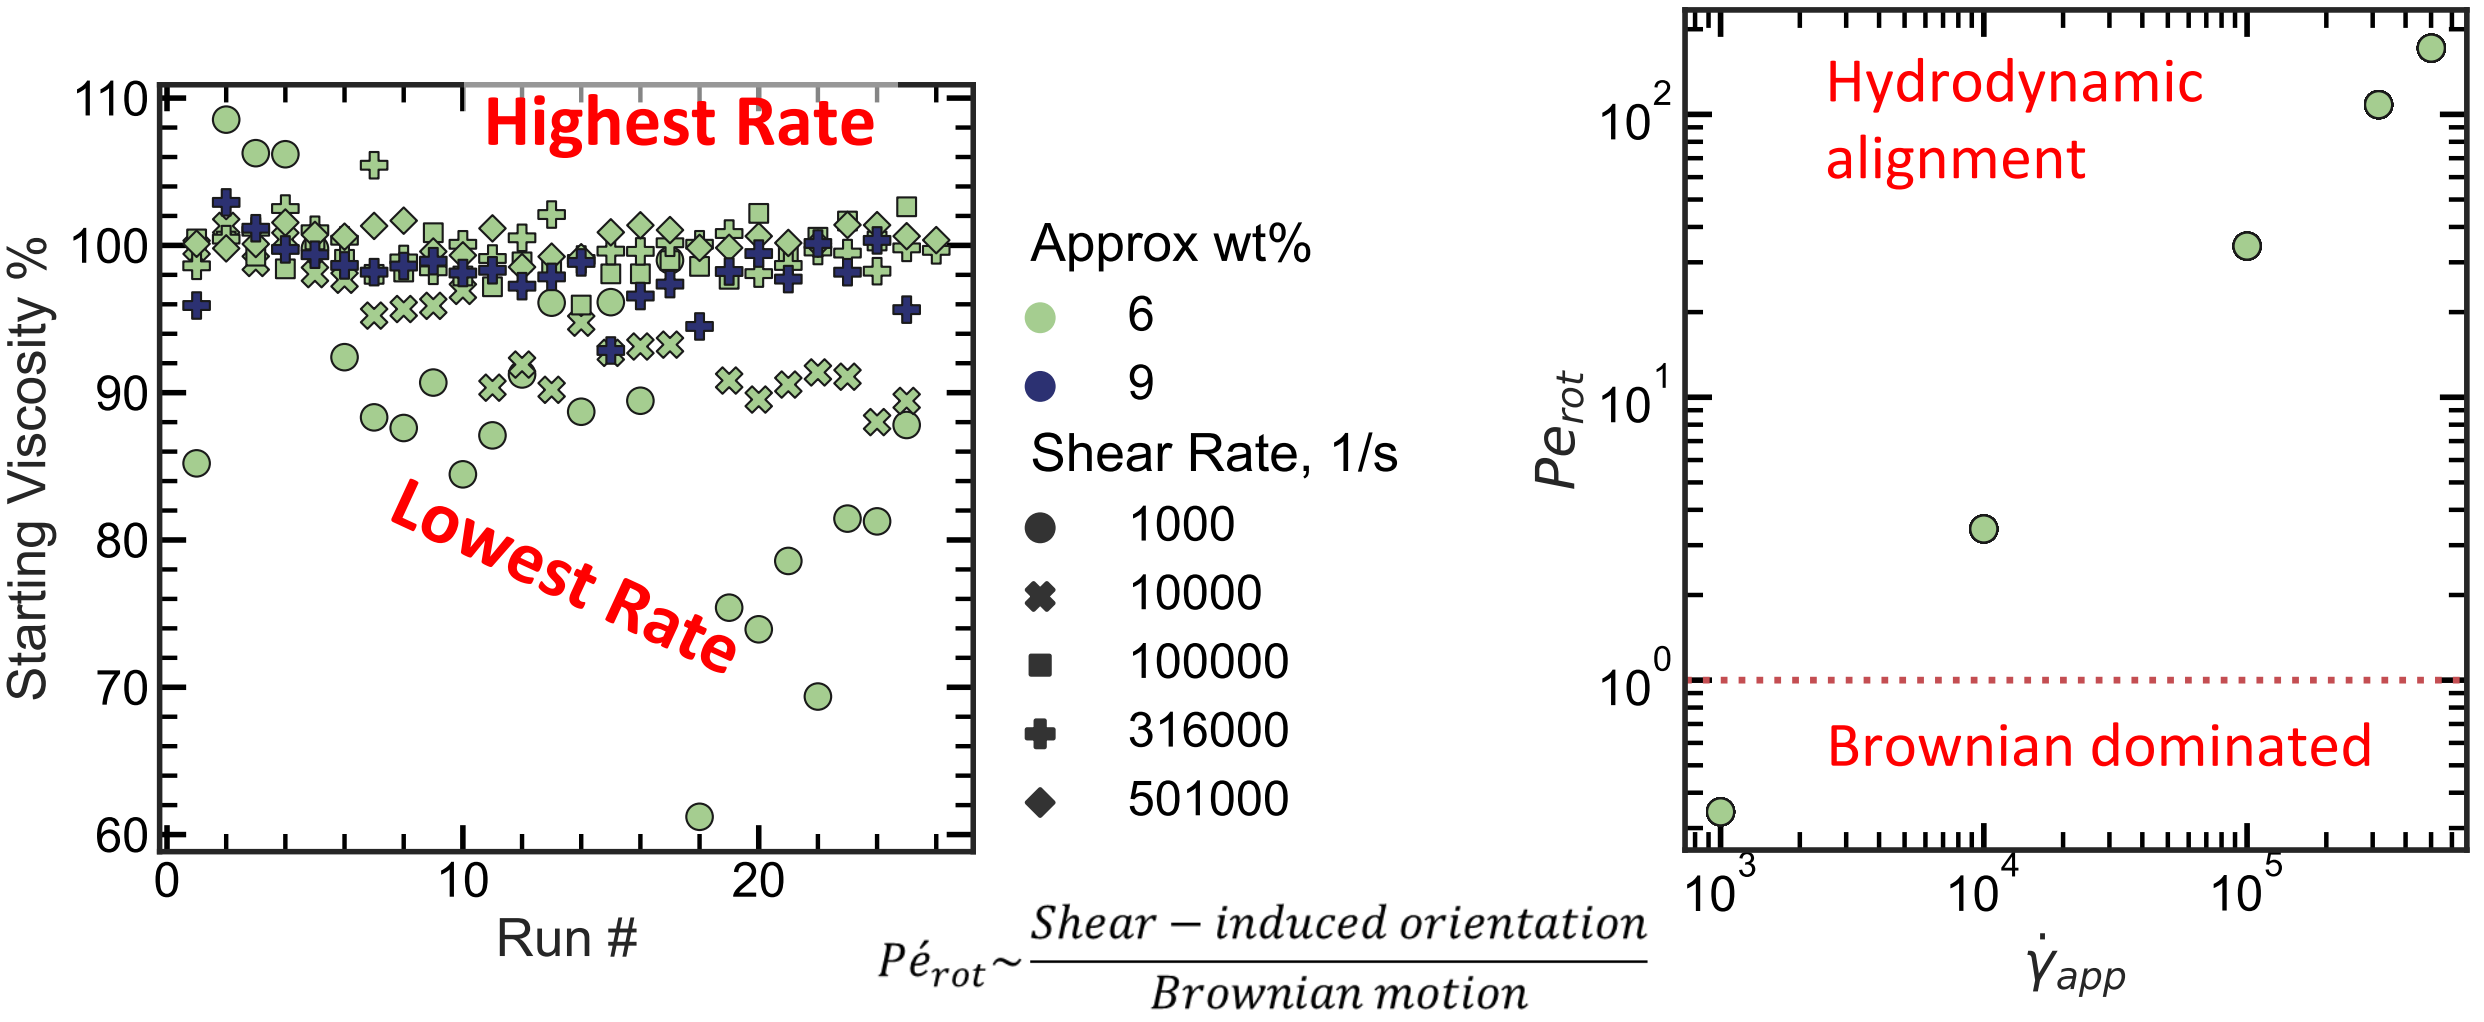 Starting Viscosity %
110
100
90
80
70
60
0
10
20
Run #
Highest Rate
Lowest Rate
Approx wt%
6
9
Shear Rate, 1/s
1000
10000
100000
316000
501000
Pe_rot
10²
10¹
10⁰
10³
10⁴
10⁵
γ̇_app
Hydrodynamic
alignment
Brownian dominated
Pé_rot~
Shear − induced orientation
Brownian motion